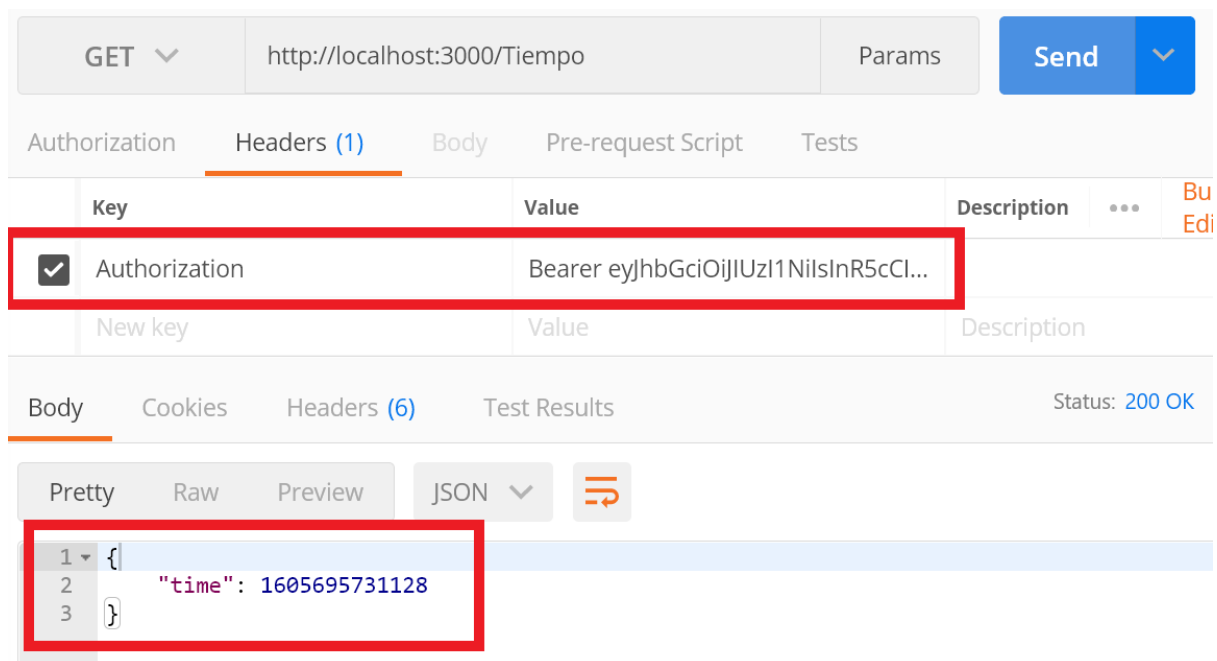 GET http://localhost:3000/Tiempo Params Send
Authorization Headers (1) Body Pre-request Script Tests
Key Value Description ••• Bu
Edi
Authorization Bearer eyJhbGciOiJIUzI1NiIsInR5cCI...
New key Value Description
Body Cookies Headers (6) Test Results Status: 200 OK
Pretty Raw Preview JSON
1 {
2 "time": 1605695731128
3 }